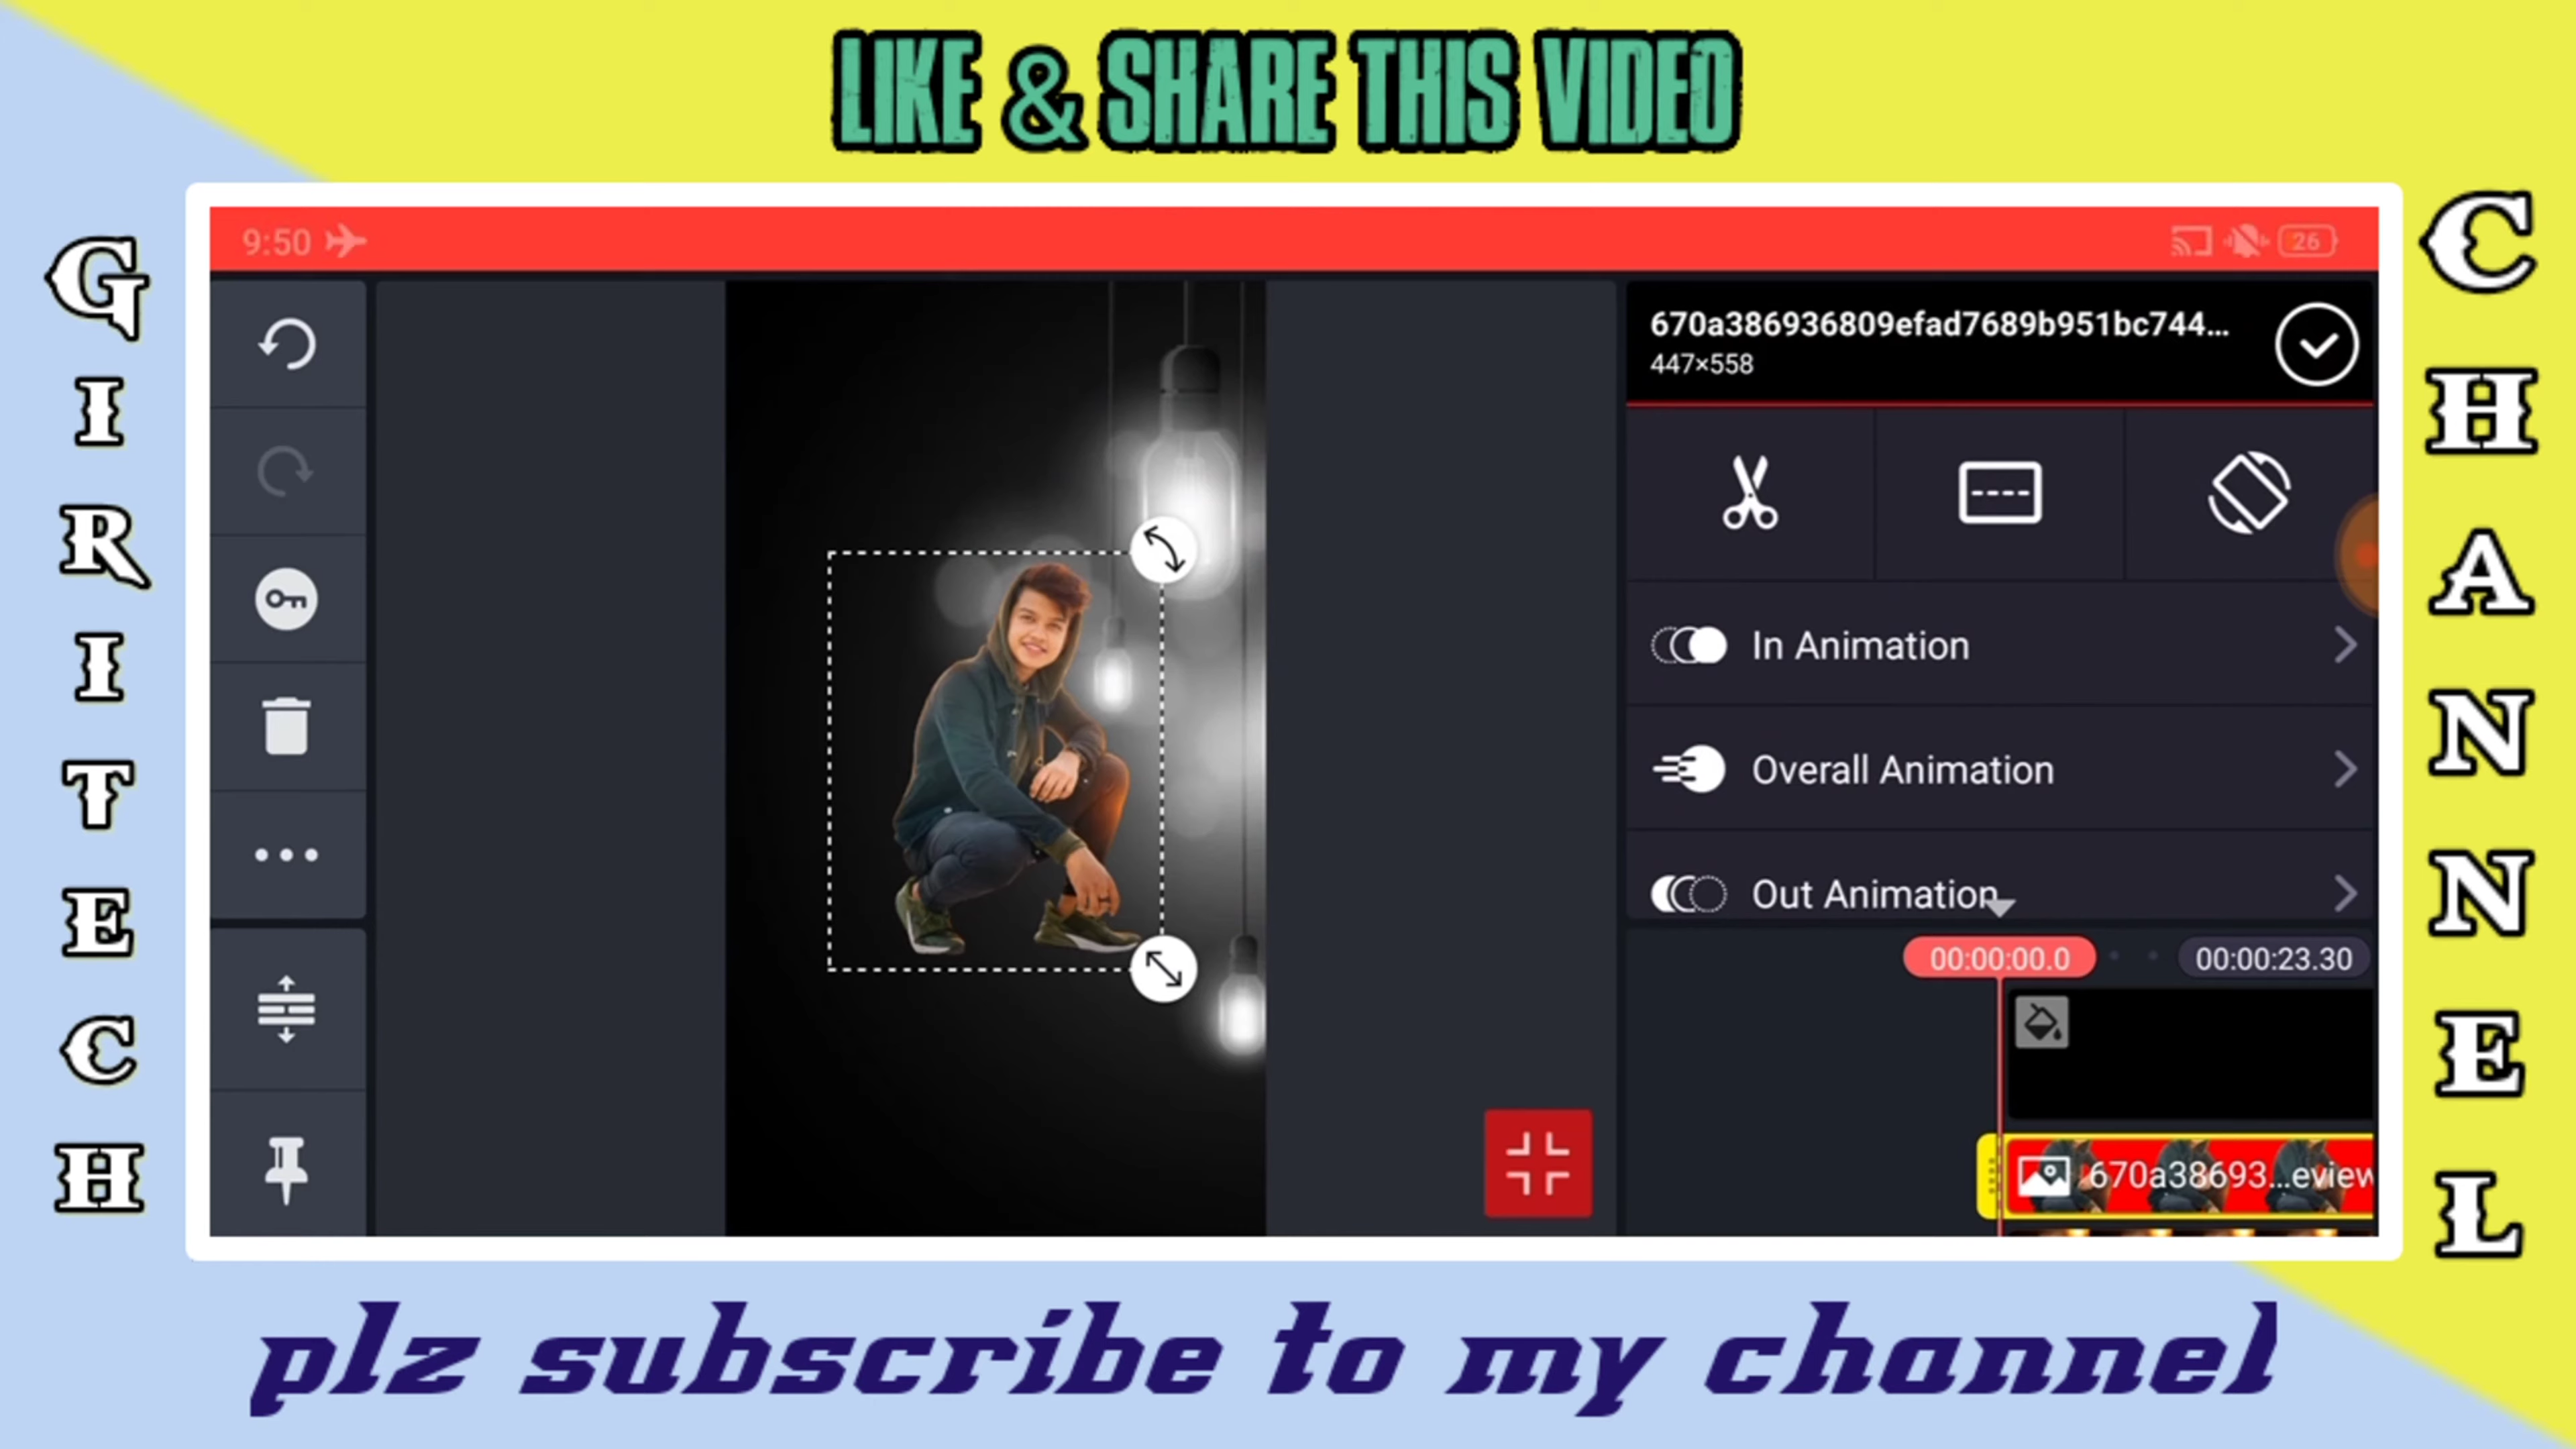 LIKE & SHARE THIS VIDEO
GIRITECH
CHANNEL
9:50
26
670a386936809efad7689b951bc744...
447×558
In Animation
Overall Animation
Out Animation
00:00:00.0
00:00:23.30
670a38693...eview
plz subscribe to my channel